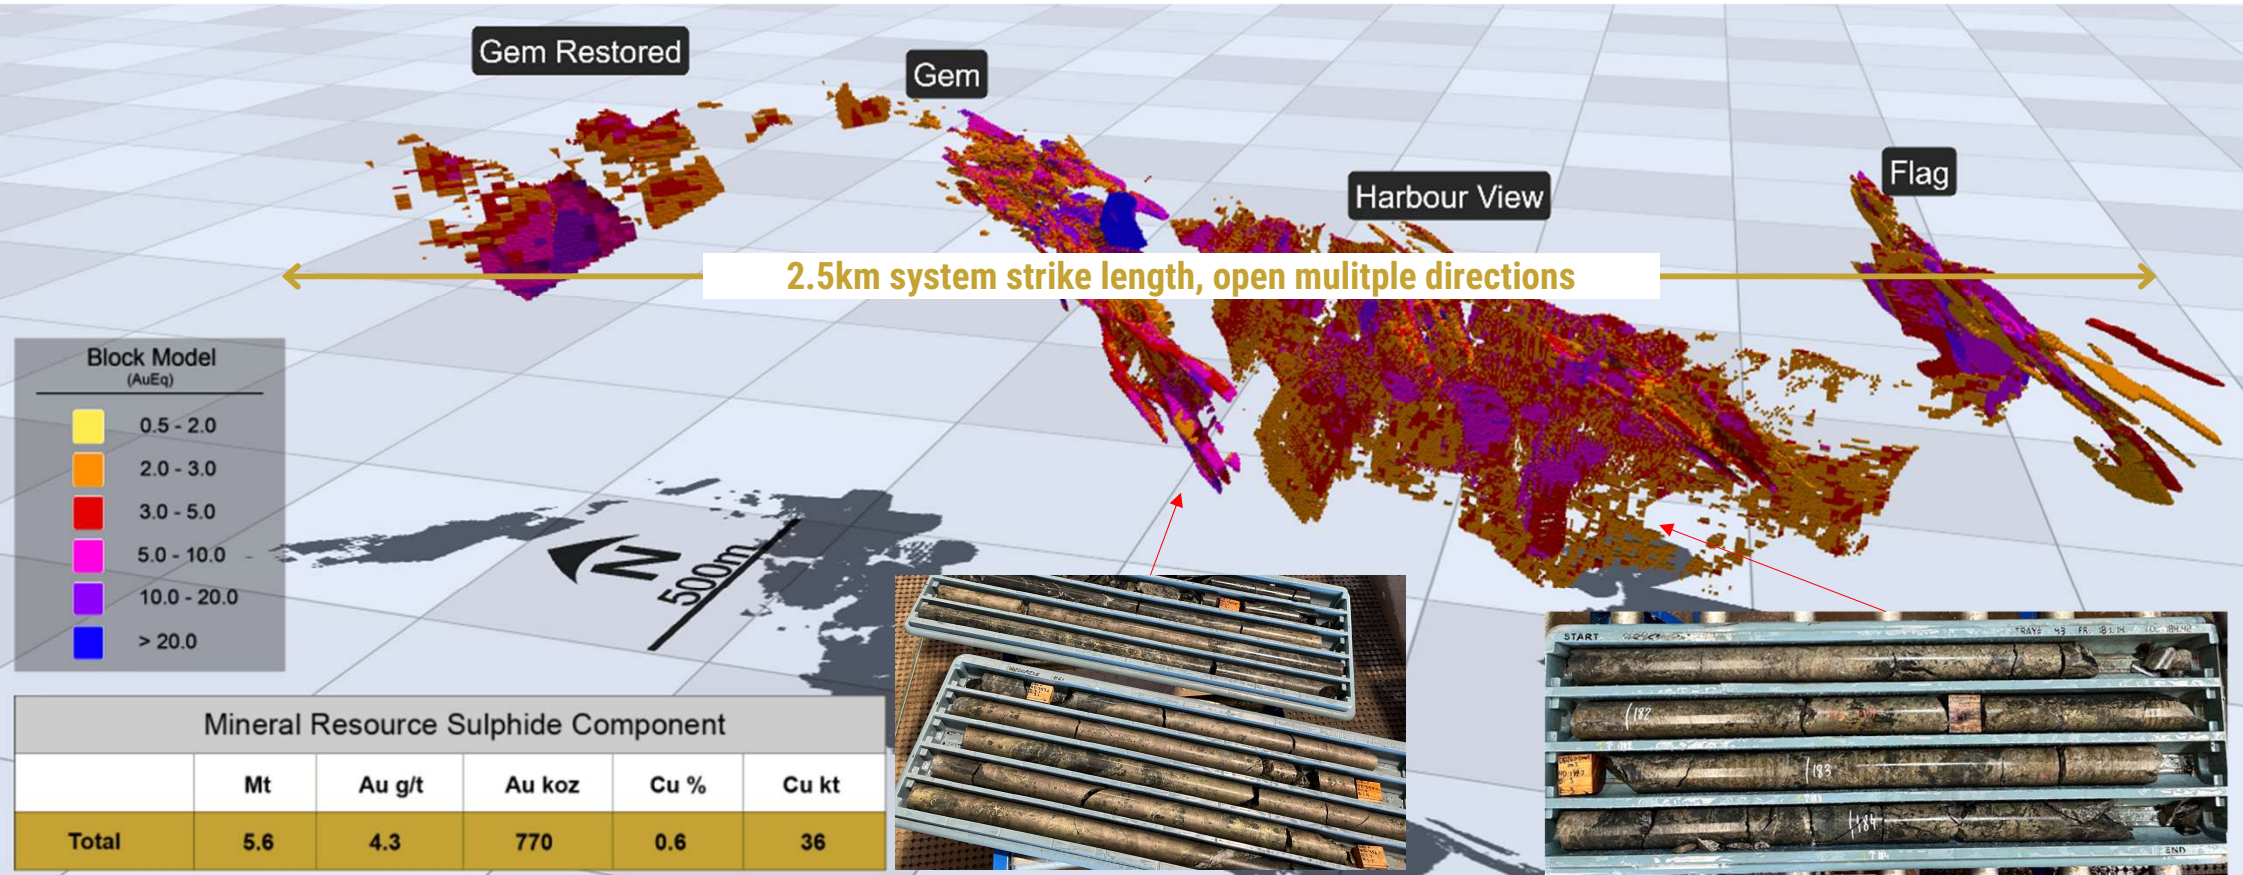 Gem Restored
Gem
Harbour View
Flag
2.5km system strike length, open mulitple directions
Block Model
(AuEq)
0.5 - 2.0
2.0 - 3.0
3.0 - 5.0
5.0 - 10.0
10.0 - 20.0
> 20.0
N
500m
Mineral Resource Sulphide Component
Mt Au g/t Au koz Cu % Cu kt
Total 5.6 4.3 770 0.6 36
START
182
183
184
END